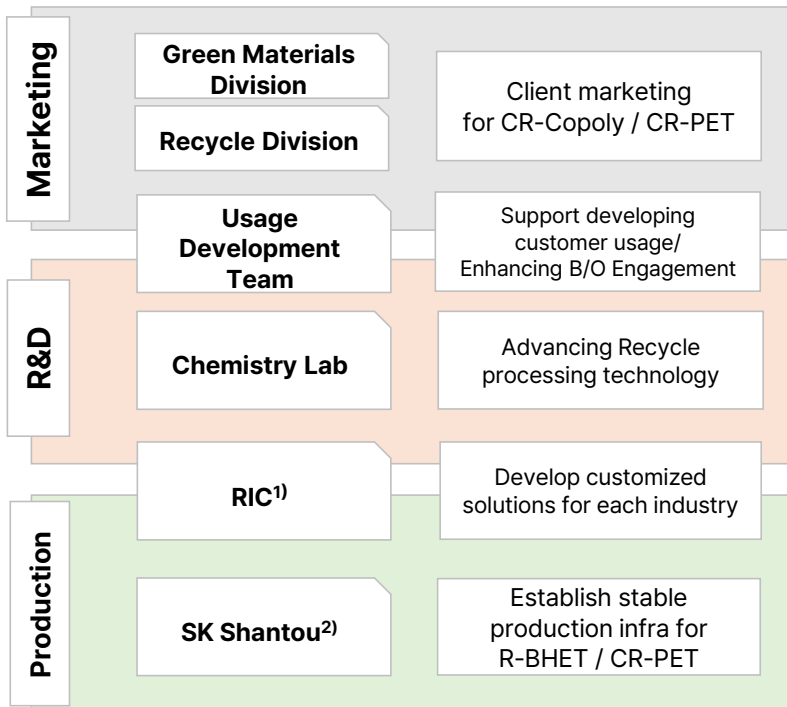 Marketing
Green Materials
Division
Recycle Division
Client marketing
for CR-Copoly / CR-PET
Usage
Development
Team
Support developing
customer usage/
Enhancing B/O Engagement
R&D
Chemistry Lab
Advancing Recycle
processing technology
RIC1)
Develop customized
solutions for each industry
Production
SK Shantou2)
Establish stable
production infra for
R-BHET / CR-PET